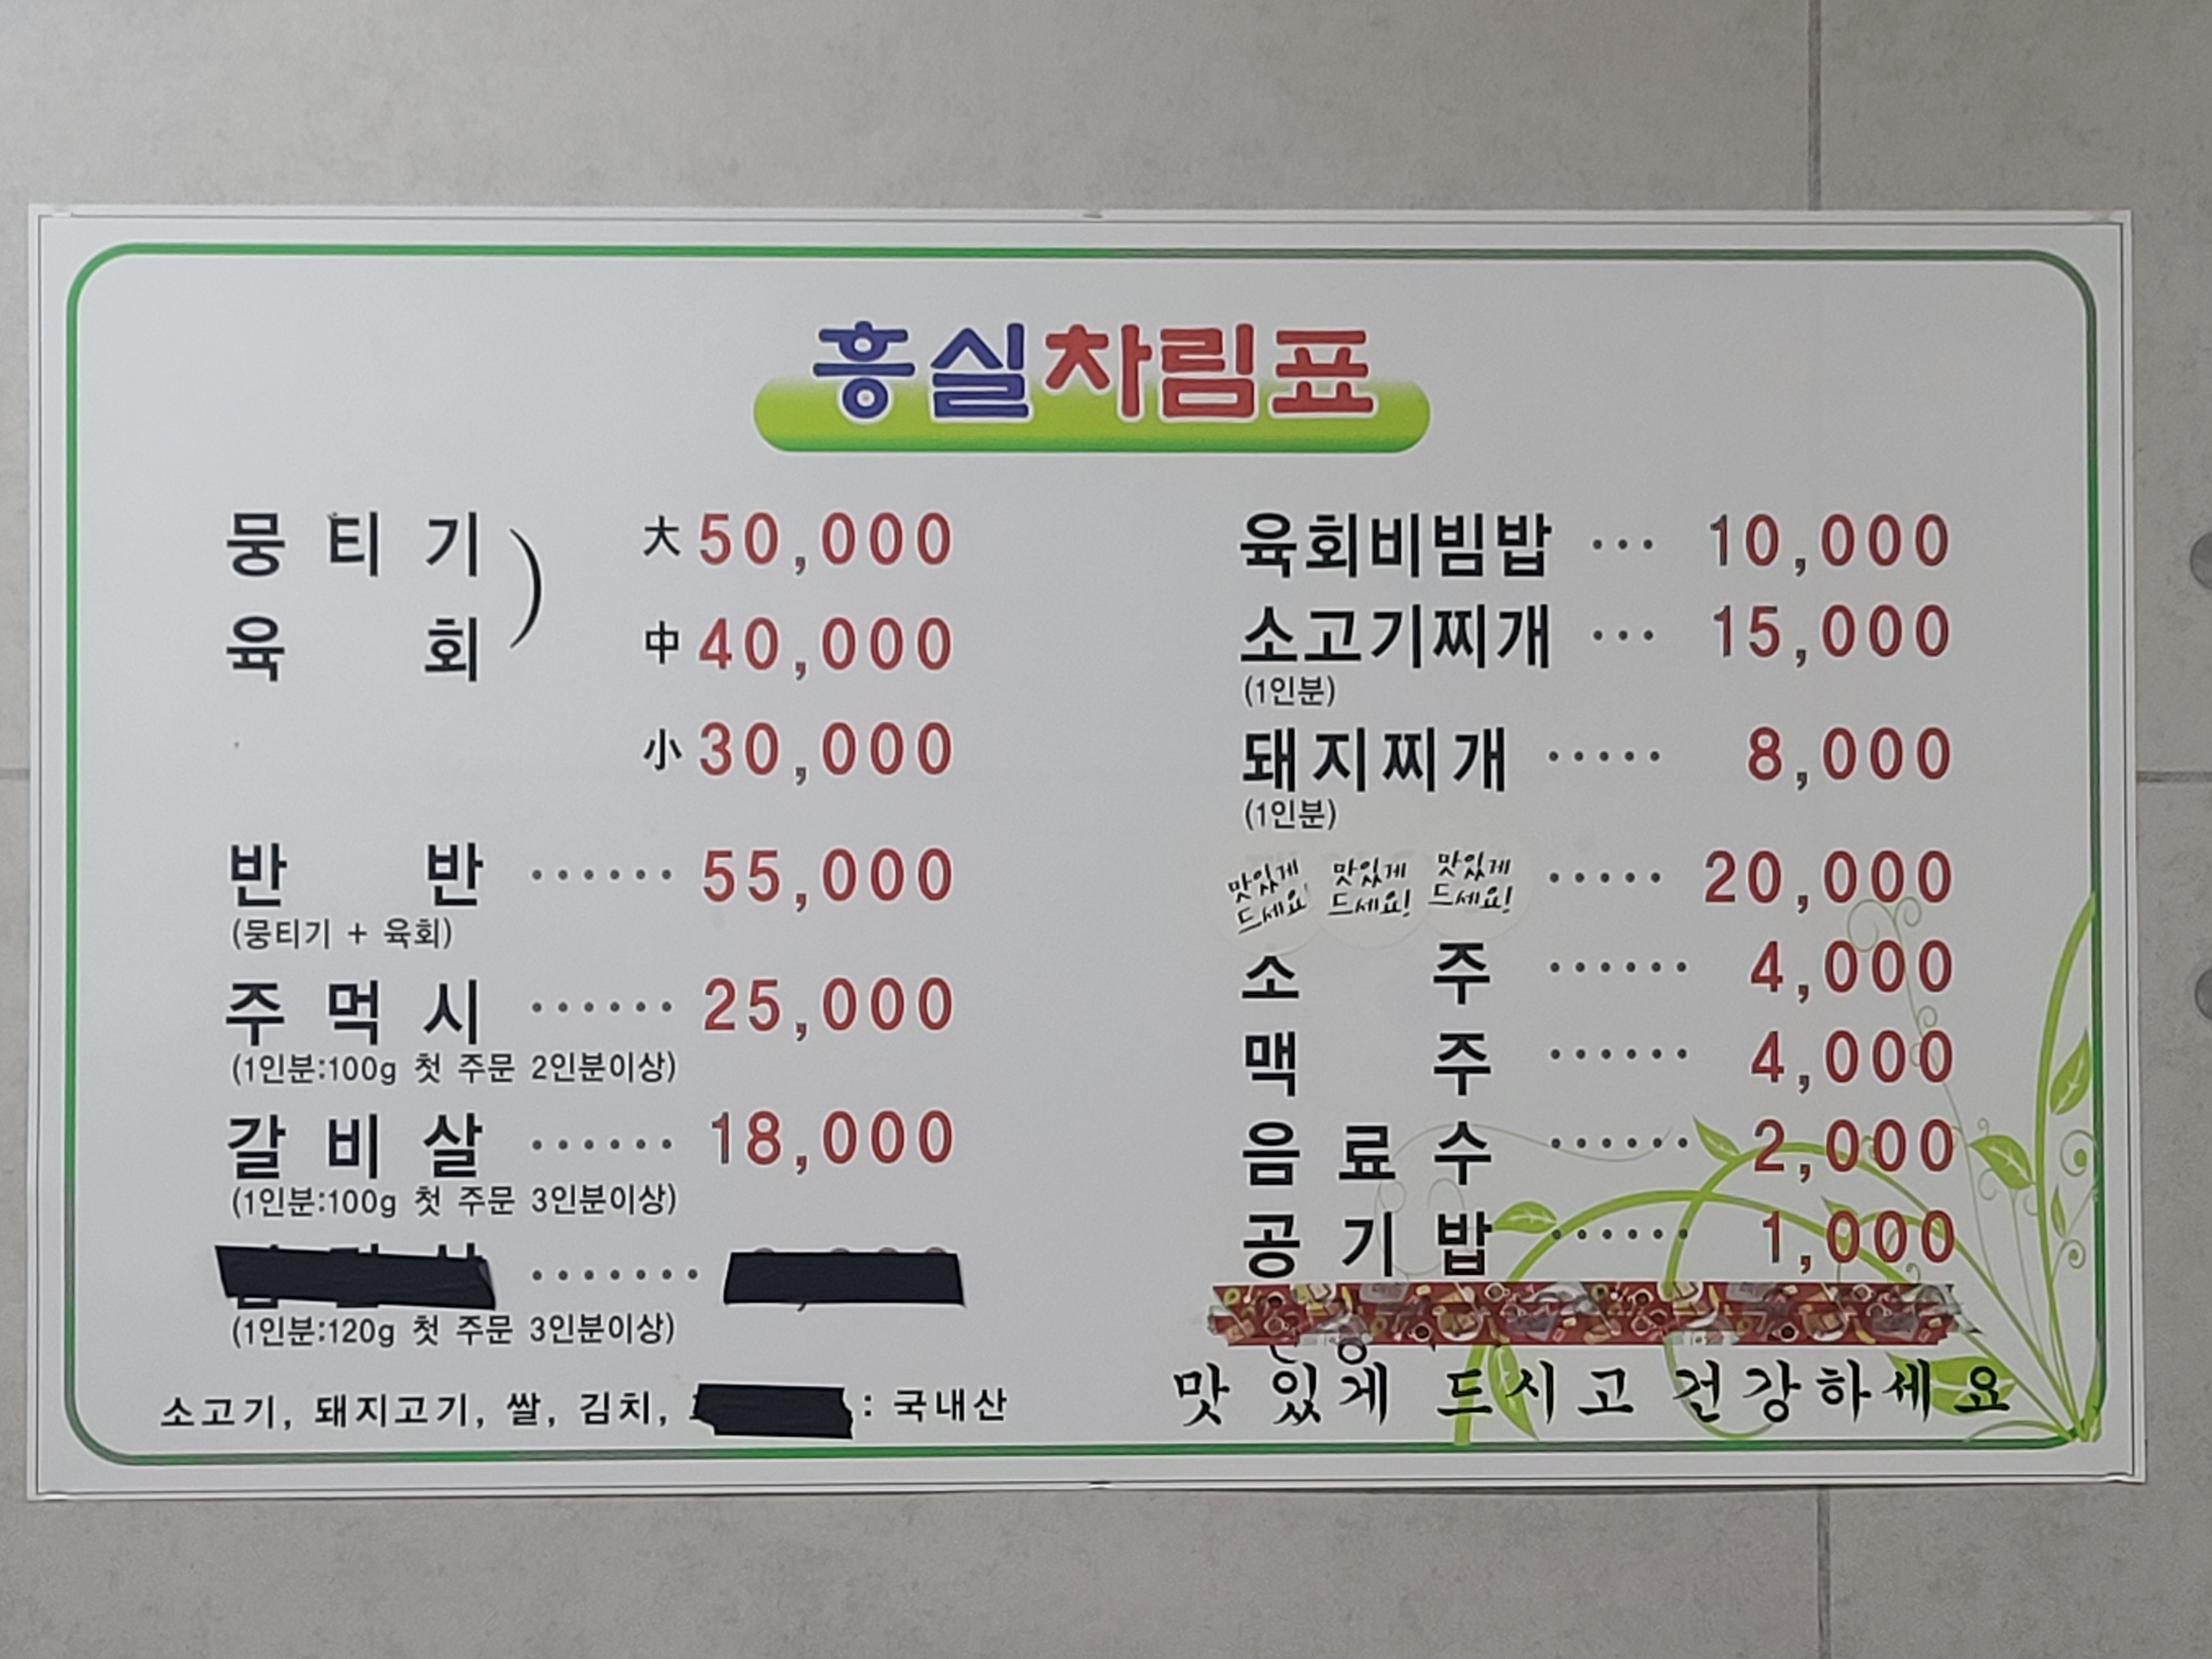 흥실차림표
뭉티기
육회
大 50,000
中 40,000
小 30,000
반반 ······ 55,000
(뭉티기 + 육회)
주먹시 ······ 25,000
(1인분:100g 첫 주문 2인분이상)
갈비살 ······ 18,000
(1인분:100g 첫 주문 3인분이상)
(1인분:120g 첫 주문 3인분이상)
소고기, 돼지고기, 쌀, 김치, : 국내산
육회비빔밥 ··· 10,000
소고기찌개 ··· 15,000
(1인분)
돼지찌개 ····· 8,000
(1인분)
맛있게 드세요! 맛있게 드세요! 맛있게 드세요! ····· 20,000
소주 ······ 4,000
맥주 ······ 4,000
음료수 ······ 2,000
공기밥 ······ 1,000
맛있게 드시고 건강하세요